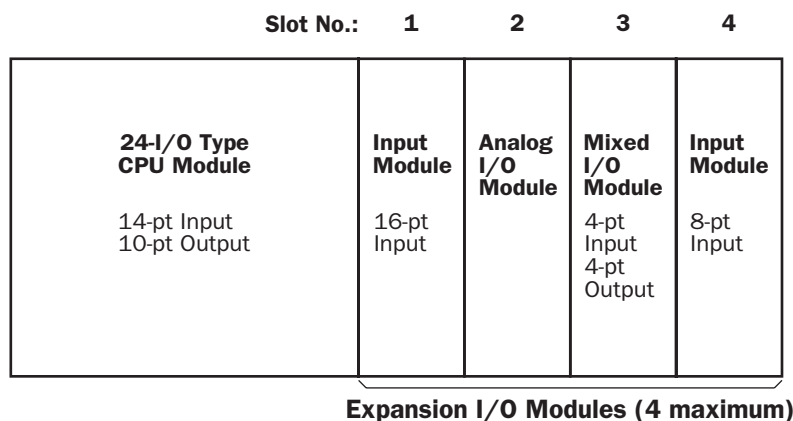 Slot No.: 1 2 3 4
24-I/O Type
CPU Module
14-pt Input
10-pt Output
Input
Module
16-pt
Input
Analog
I/O
Module
Mixed
I/O
Module
4-pt
Input
4-pt
Output
Input
Module
8-pt
Input
Expansion I/O Modules (4 maximum)